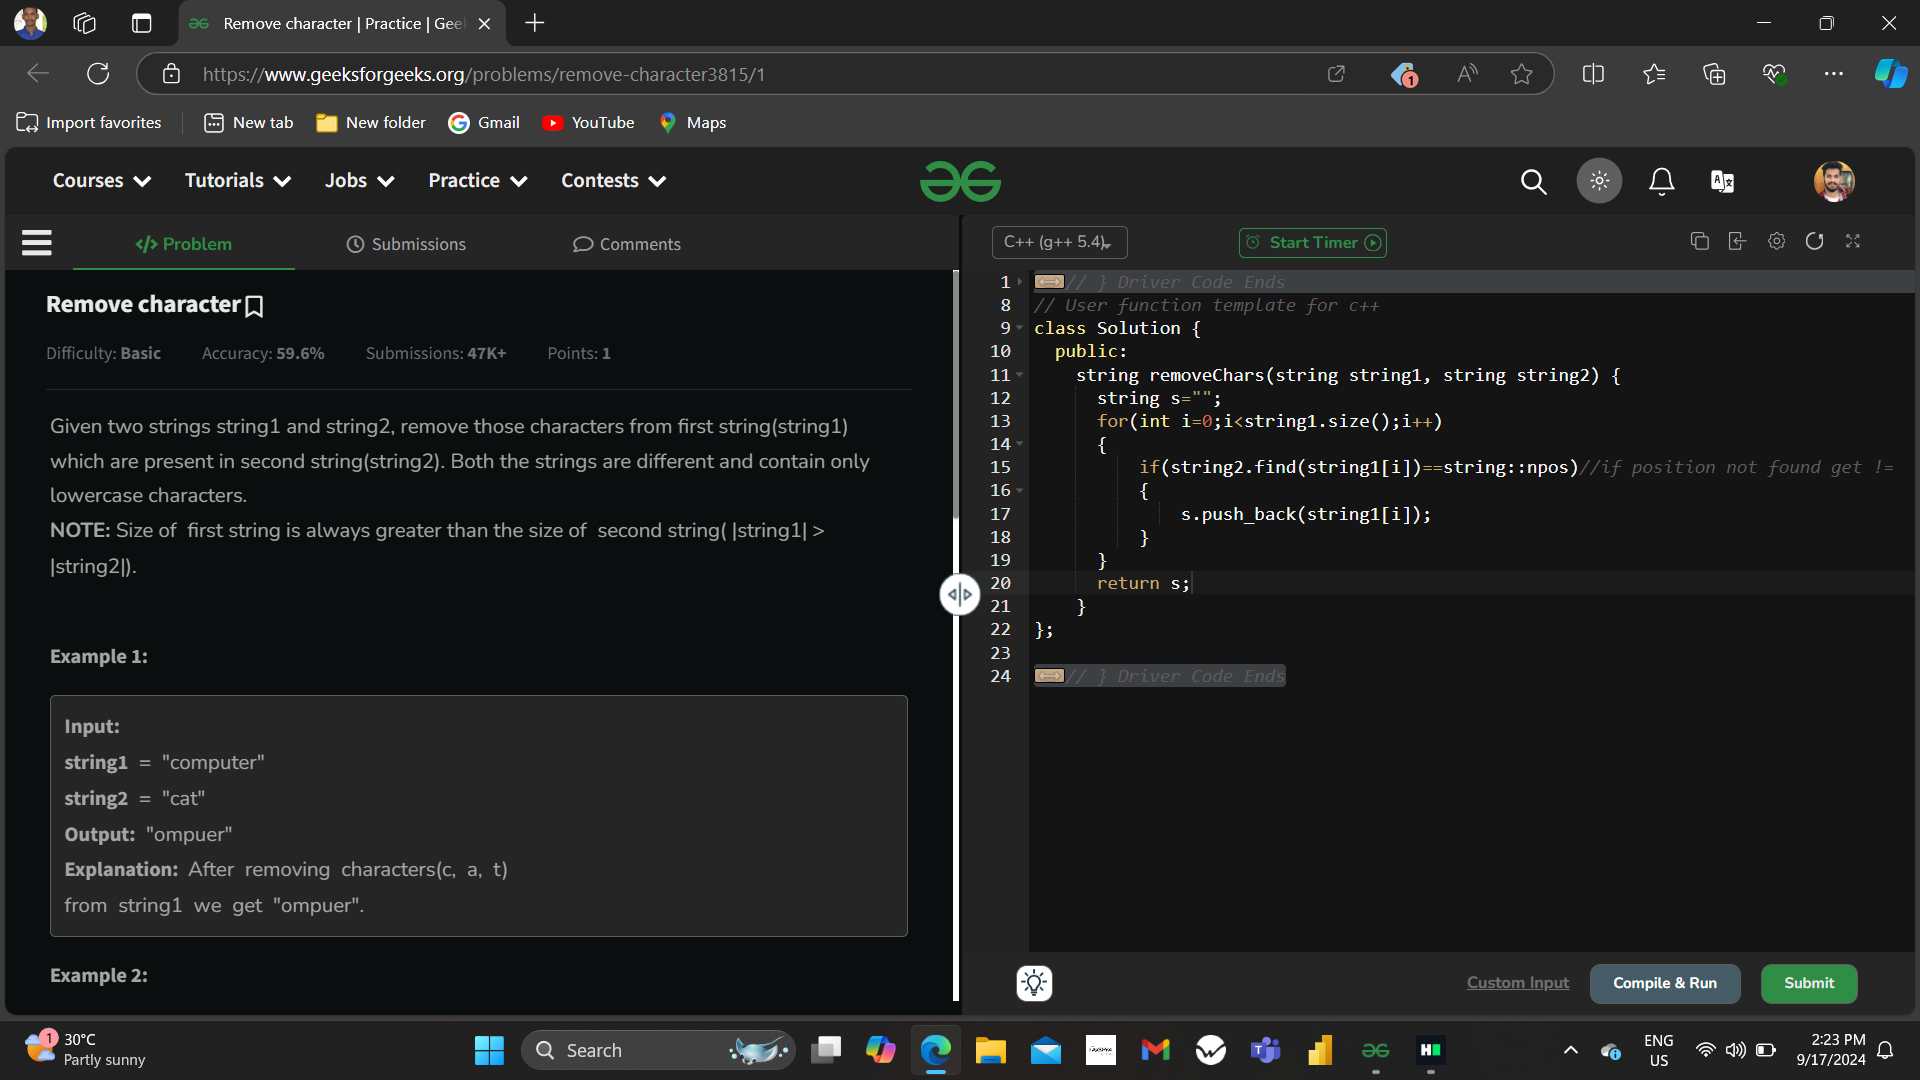 Remove character | Practice | Gee
https://www.geeksforgeeks.org/problems/remove-character3815/1
1
Import favorites
New tab
New folder
Gmail
YouTube
Maps
Courses
Tutorials
Jobs
Practice
Contests
Problem
Submissions
Comments
C++ (g++ 5.4)
Start Timer
Remove character
Difficulty: Basic
Accuracy: 59.6%
Submissions: 47K+
Points: 1
Given two strings string1 and string2, remove those characters from first string(string1)
which are present in second string(string2). Both the strings are different and contain only
lowercase characters.
NOTE: Size of first string is always greater than the size of second string( |string1| >
|string2|).
Example 1:
Input:
string1 = "computer"
string2 = "cat"
Output: "ompuer"
Explanation: After removing characters(c, a, t)
from string1 we get "ompuer".
Example 2:
1 // } Driver Code Ends
8 // User function template for c++
9 class Solution {
10 public:
11 string removeChars(string string1, string string2) {
12 string s="";
13 for(int i=0;i<string1.size();i++)
14 {
15 if(string2.find(string1[i])==string::npos)//if position not found get !=
16 {
17 s.push_back(string1[i]);
18 }
19 }
20 return s;
21 }
22 };
23
24 // } Driver Code Ends
Custom Input
Compile & Run
Submit
1
30°C
Partly sunny
Search
ENG
US
2:23 PM
9/17/2024